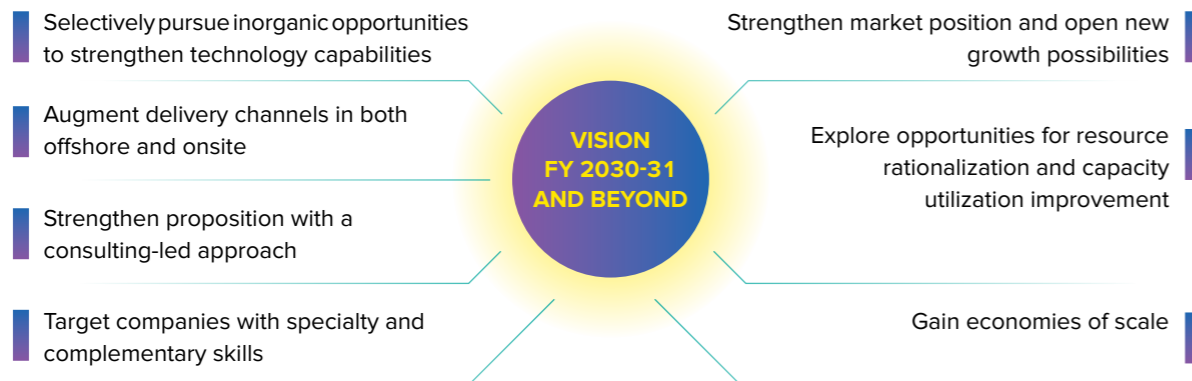 Selectively pursue inorganic opportunities
to strengthen technology capabilities
Augment delivery channels in both
offshore and onsite
Strengthen proposition with a
consulting-led approach
Target companies with specialty and
complementary skills
VISION
FY 2030-31
AND BEYOND
Strengthen market position and open new
growth possibilities
Explore opportunities for resource
rationalization and capacity
utilization improvement
Gain economies of scale